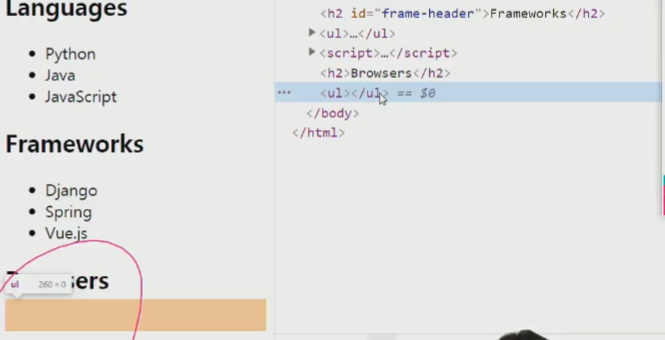 Languages
Python
Java
JavaScript
Frameworks
Django
Spring
Vue.js
sers
ul 260 × 0
<h2 id="frame-header">Frameworks</h2>
▶<ul>…</ul>
▶<script>…</script>
<h2>Browsers</h2>
… <ul></ul> == $0
</body>
</html>